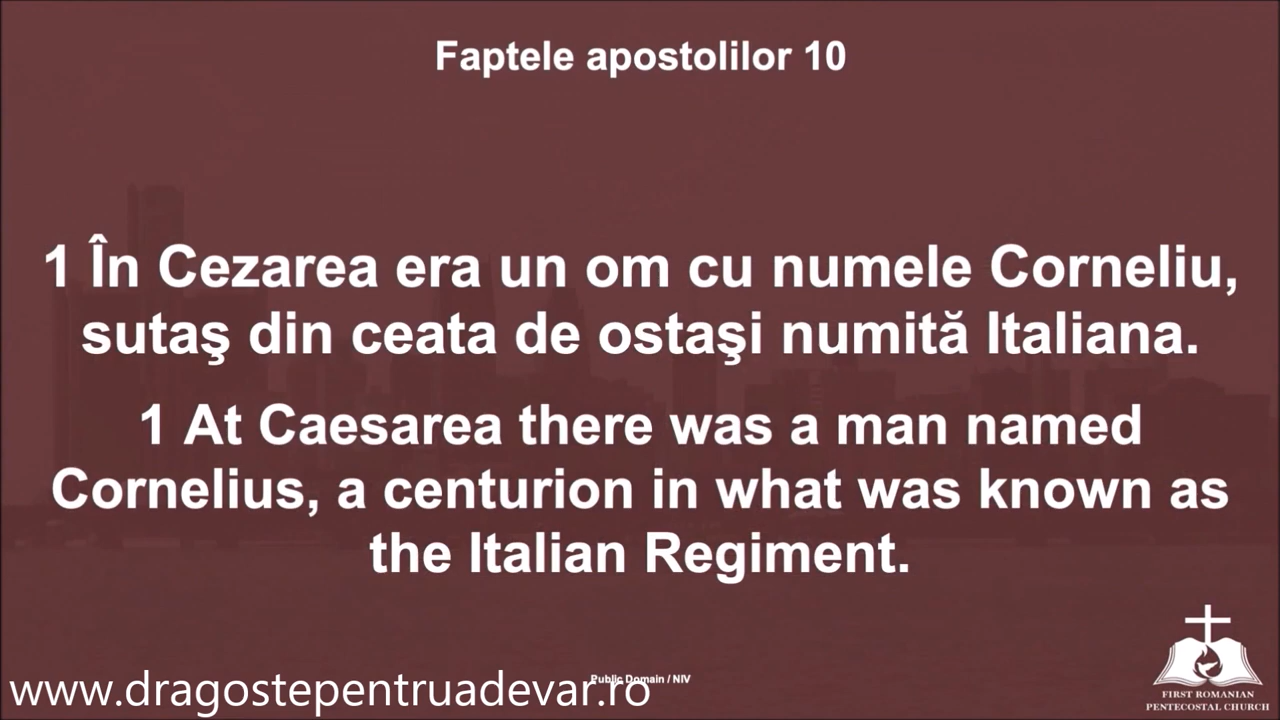 Faptele apostolilor 10
1 În Cezarea era un om cu numele Corneliu,
sutaş din ceata de ostaşi numită Italiana.
1 At Caesarea there was a man named
Cornelius, a centurion in what was known as
the Italian Regiment.
Public Domain / NIV
www.dragostepentruadevar.ro
FIRST ROMANIAN
PENTECOSTAL CHURCH